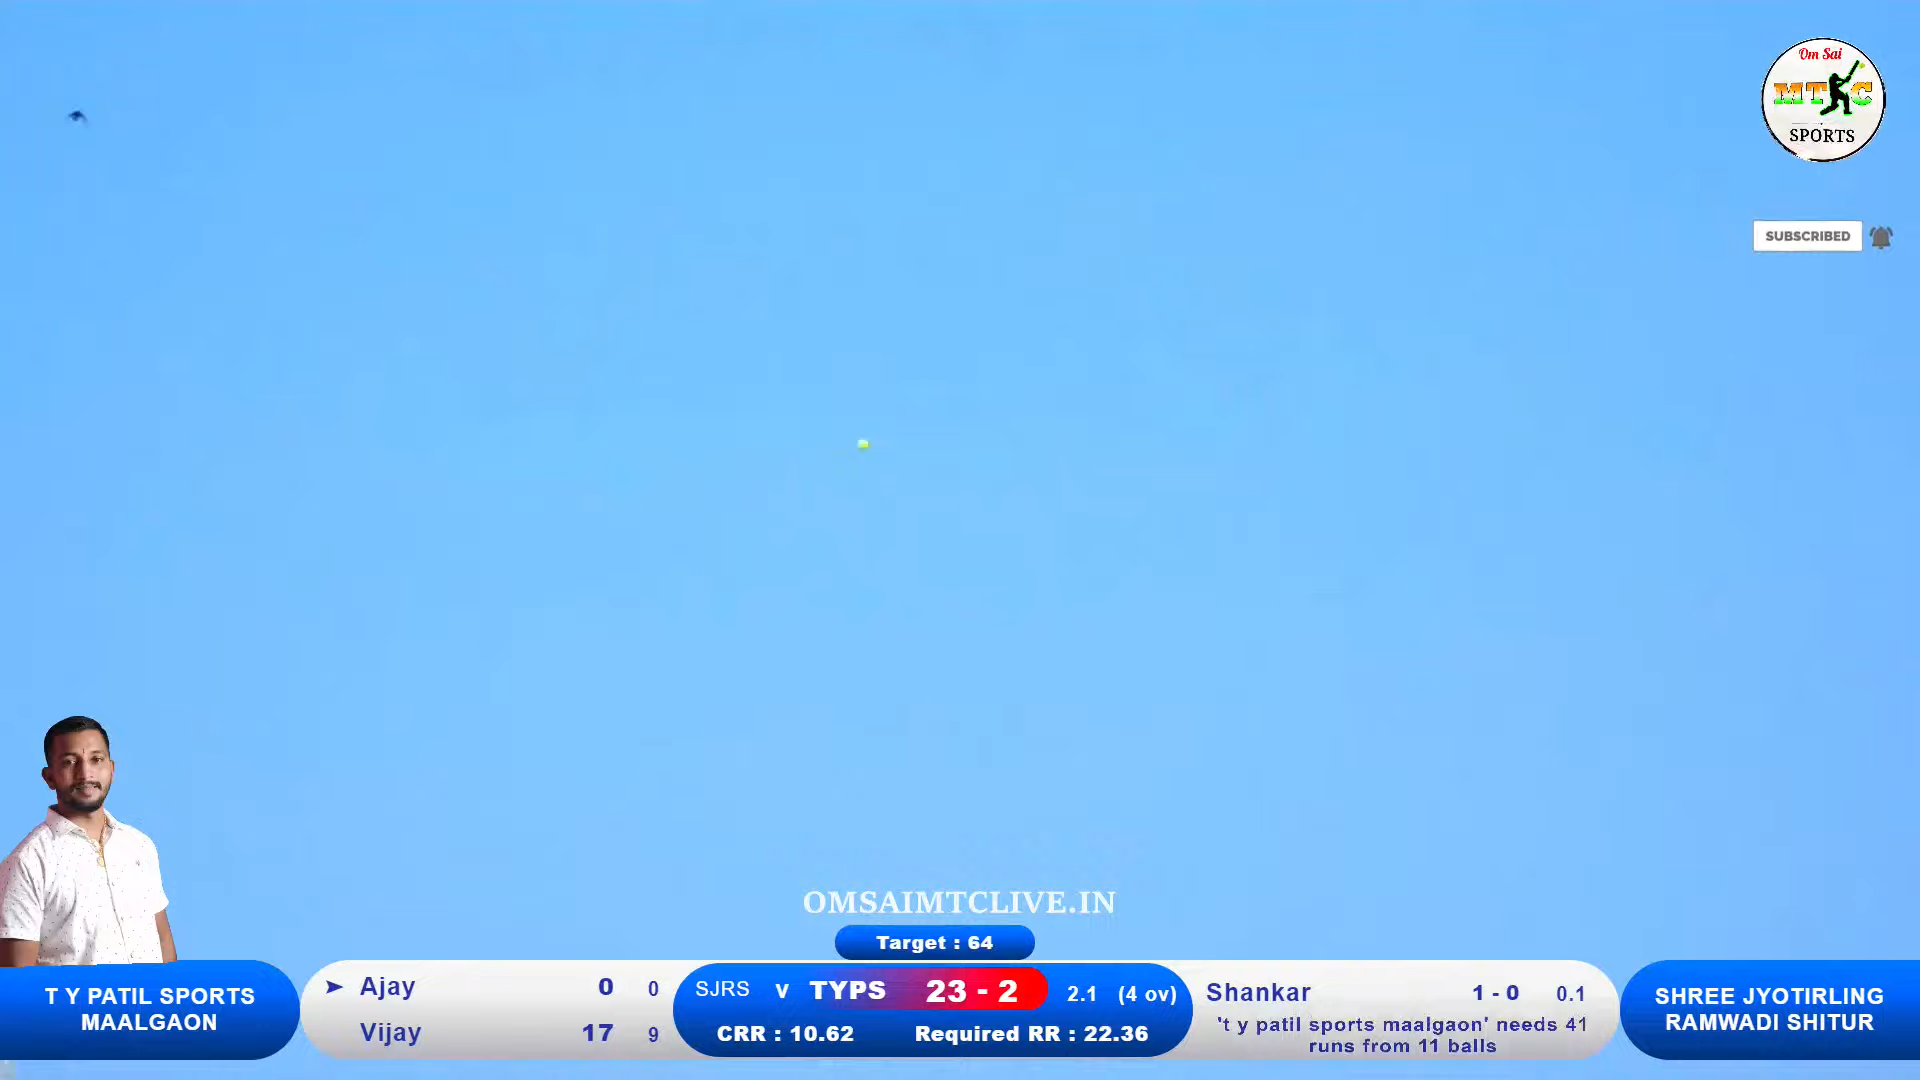 Om Sai
MTC
SPORTS
SUBSCRIBED
OMSAIMTCLIVE.IN
Target : 64
T Y PATIL SPORTS
MAALGAON
Ajay 0 0
Vijay 17 9
SJRS v TYPS 23 - 2 2.1 (4 ov)
CRR : 10.62 Required RR : 22.36
Shankar 1 - 0 0.1
't y patil sports maalgaon' needs 41
runs from 11 balls
SHREE JYOTIRLING
RAMWADI SHITUR